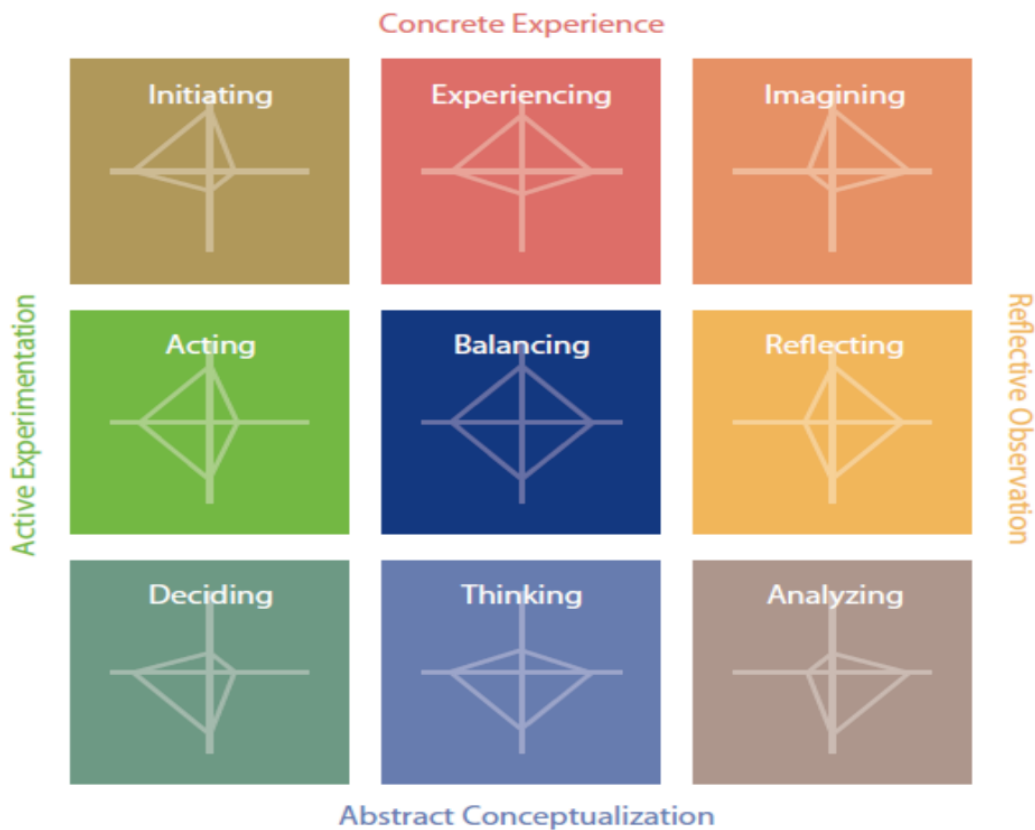 Concrete Experience
Initiating
Experiencing
Imagining
Active Experimentation
Reflective Observation
Acting
Balancing
Reflecting
Deciding
Thinking
Analyzing
Abstract Conceptualization